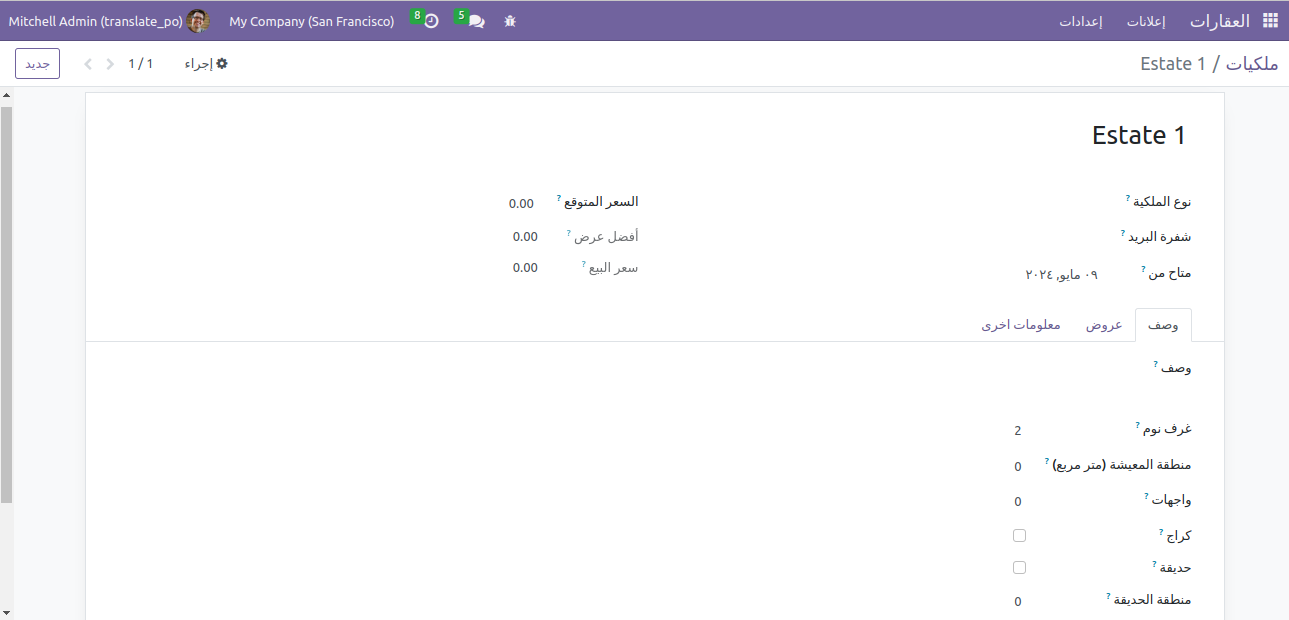 العقارات إعلانات إعدادات 5 8 My Company (San Francisco) Mitchell Admin (translate_po)
ملكيات / Estate 1 إجراء 1 / 1 جديد
Estate 1
نوع الملكية ?
شفرة البريد ?
متاح من ? ٠٩ مايو, ٢٠٢٤
السعر المتوقع ? 0.00
أفضل عرض ? 0.00
سعر البيع ? 0.00
وصف عروض معلومات اخرى
وصف ?
غرف نوم ? 2
منطقة المعيشة (متر مربع) ? 0
واجهات ? 0
كراج ?
حديقة ?
منطقة الحديقة ? 0